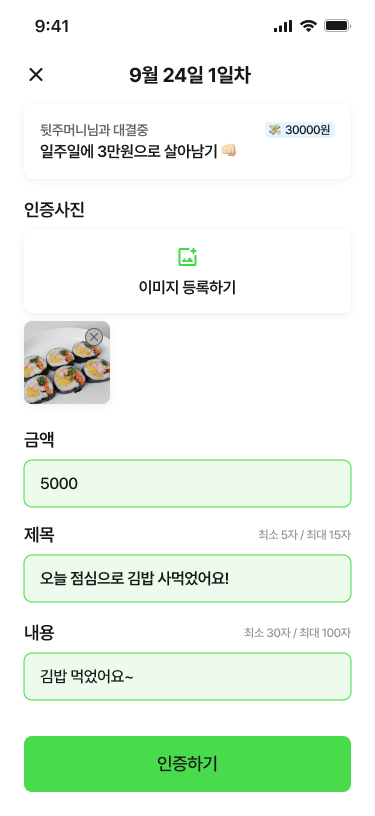 9:41
9월 24일 1일차
뒷주머니님과 대결중
💸 30000원
일주일에 3만원으로 살아남기 👊🏻
인증사진
이미지 등록하기
금액
5000
제목
최소 5자 / 최대 15자
오늘 점심으로 김밥 사먹었어요!
내용
최소 30자 / 최대 100자
김밥 먹었어요~
인증하기